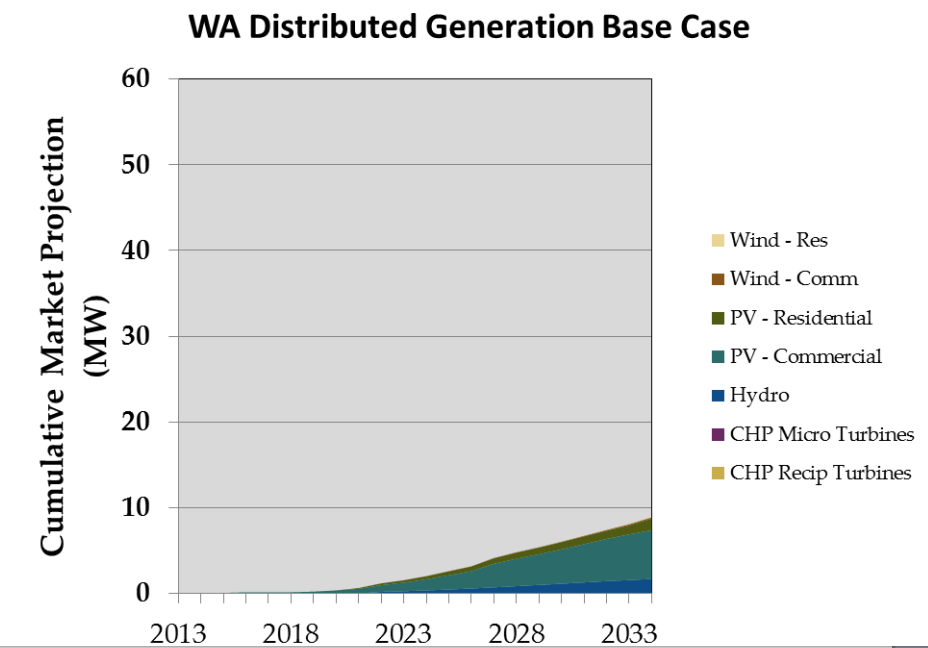 WA Distributed Generation Base Case
Cumulative Market Projection
(MW)
60
50
40
30
20
10
0
2013 2018 2023 2028 2033
Wind - Res
Wind - Comm
PV - Residential
PV - Commercial
Hydro
CHP Micro Turbines
CHP Recip Turbines